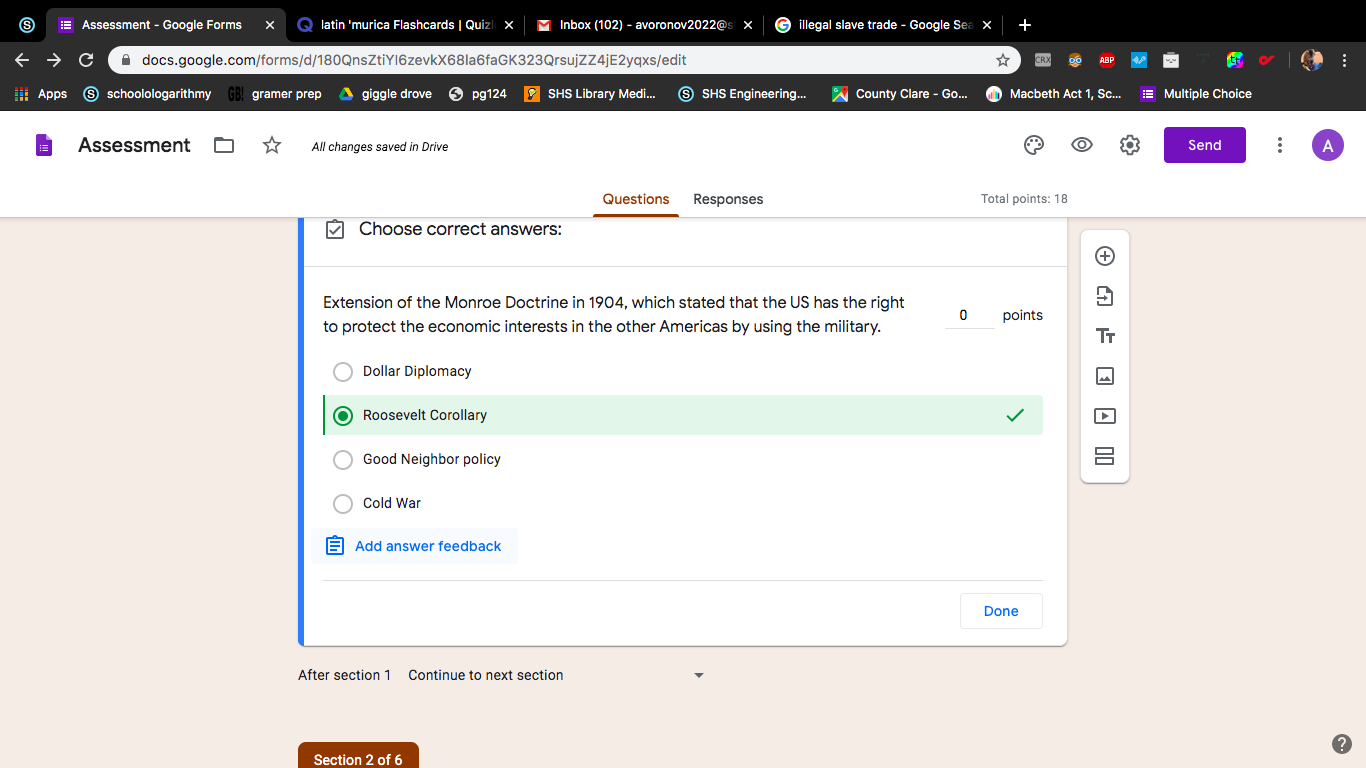 Assessment - Google Forms
latin 'murica Flashcards | Quiz
Inbox (102) - avoronov2022@s
illegal slave trade - Google Sea
docs.google.com/forms/d/180QnsZtiYI6zevkX68Ia6faGK323QrsujZZ4jE2yqxs/edit
CRX
ABP
Apps
schoolologarithmy
GB!
gramer prep
giggle drove
pg124
SHS Library Medi...
SHS Engineering...
County Clare - Go...
Macbeth Act 1, Sc...
Multiple Choice
Assessment
All changes saved in Drive
Send
A
Questions
Responses
Total points: 18
Choose correct answers:
Extension of the Monroe Doctrine in 1904, which stated that the US has the right
to protect the economic interests in the other Americas by using the military.
0 points
Dollar Diplomacy
Roosevelt Corollary
Good Neighbor policy
Cold War
Add answer feedback
Done
After section 1 Continue to next section
Section 2 of 6